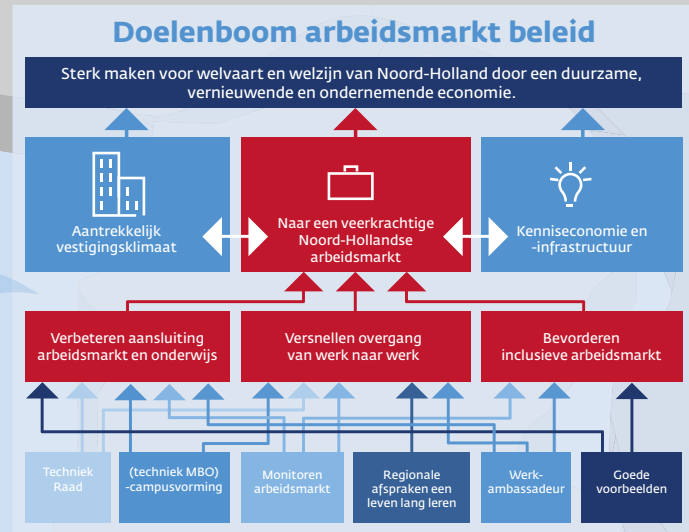 Doelenboom arbeidsmarkt beleid
Sterk maken voor welvaart en welzijn van Noord-Holland door een duurzame,
vernieuwende en ondernemende economie.
Aantrekkelijk
vestigingsklimaat
Naar een veerkrachtige
Noord-Hollandse
arbeidsmarkt
Kenniseconomie en
-infrastructuur
Verbeteren aansluiting
arbeidsmarkt en onderwijs
Versnellen overgang
van werk naar werk
Bevorderen
inclusieve arbeidsmarkt
Techniek
Raad
(techniek MBO)
-campusvorming
Monitoren
arbeidsmarkt
Regionale
afspraken een
leven lang leren
Werk-
ambassadeur
Goede
voorbeelden